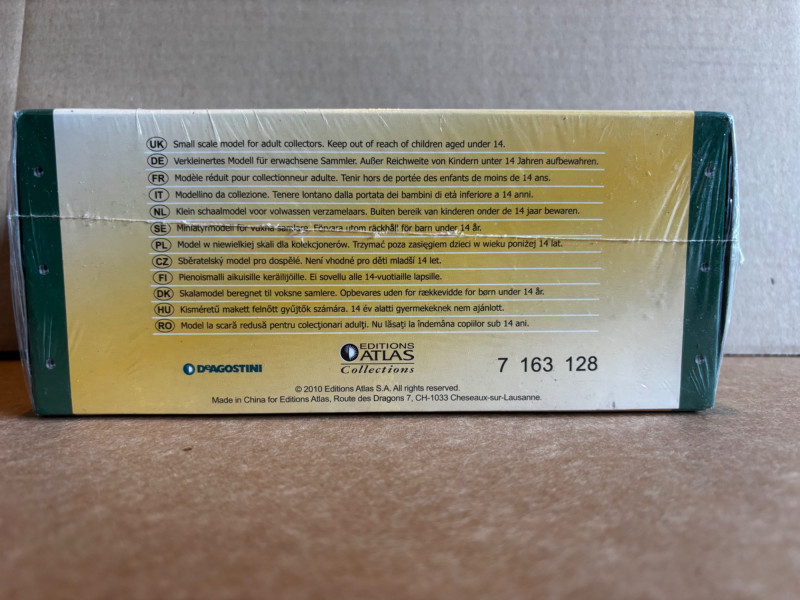 UK Small scale model for adult collectors. Keep out of reach of children aged under 14.
DE Verkleinertes Modell für erwachsene Sammler. Außer Reichweite von Kindern unter 14 Jahren aufbewahren.
FR Modèle réduit pour collectionneur adulte. Tenir hors de portée des enfants de moins de 14 ans.
IT Modellino da collezione. Tenere lontano dalla portata dei bambini di età inferiore a 14 anni.
NL Klein schaalmodel voor volwassen verzamelaars. Buiten bereik van kinderen onder de 14 jaar bewaren.
SE Miniatyrmodell för vuxna samlare. Förvara utom räckhåll för barn under 14 år.
PL Model w niewielkiej skali dla kolekcjonerów. Trzymać poza zasięgiem dzieci w wieku poniżej 14 lat.
CZ Sběratelský model pro dospělé. Není vhodné pro děti mladší 14 let.
FI Pienoismalli aikuisille keräilijöille. Ei sovellu alle 14-vuotiaille lapsille.
DK Skalamodel beregnet til voksne samlere. Opbevares uden for rækkevidde for børn under 14 år.
HU Kisméretű makett felnőtt gyűjtők számára. 14 év alatti gyermekeknek nem ajánlott.
RO Model la scară redusă pentru colecționari adulți. Nu lăsați la îndemâna copiilor sub 14 ani.
DEAGOSTINI
EDITIONS
ATLAS
Collections
7 163 128
© 2010 Editions Atlas S.A. All rights reserved.
Made in China for Editions Atlas, Route des Dragons 7, CH-1033 Cheseaux-sur-Lausanne.